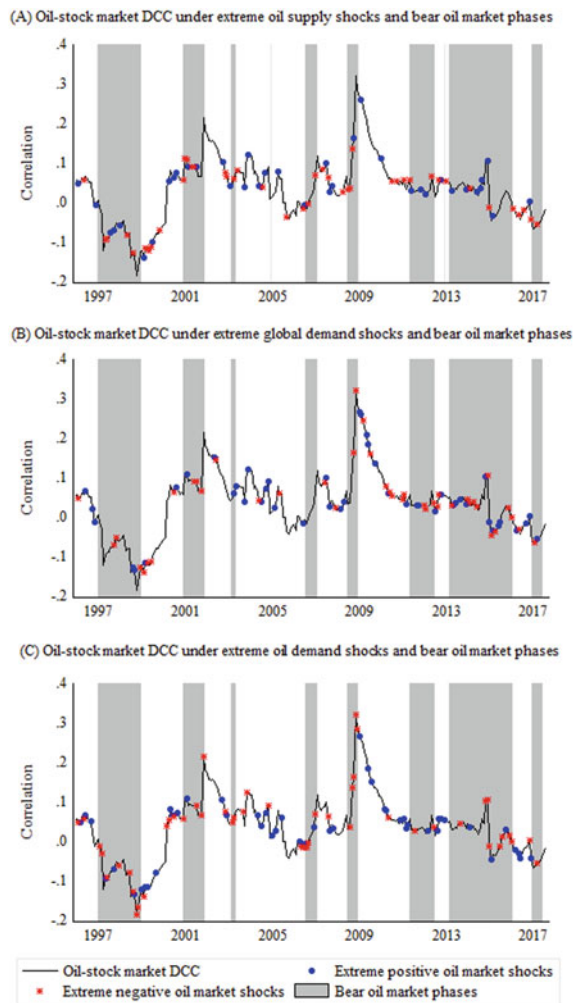 (A) Oil-stock market DCC under extreme oil supply shocks and bear oil market phases
.4
.3
.2
.1
.0
-.1
-.2
Correlation
1997 2001 2005 2009 2013 2017
(B) Oil-stock market DCC under extreme global demand shocks and bear oil market phases
.4
.3
.2
.1
.0
-.1
-.2
Correlation
1997 2001 2005 2009 2013 2017
(C) Oil-stock market DCC under extreme oil demand shocks and bear oil market phases
.4
.3
.2
.1
.0
-.1
-.2
Correlation
1997 2001 2005 2009 2013 2017
Oil-stock market DCC Extreme positive oil market shocks
Extreme negative oil market shocks Bear oil market phases